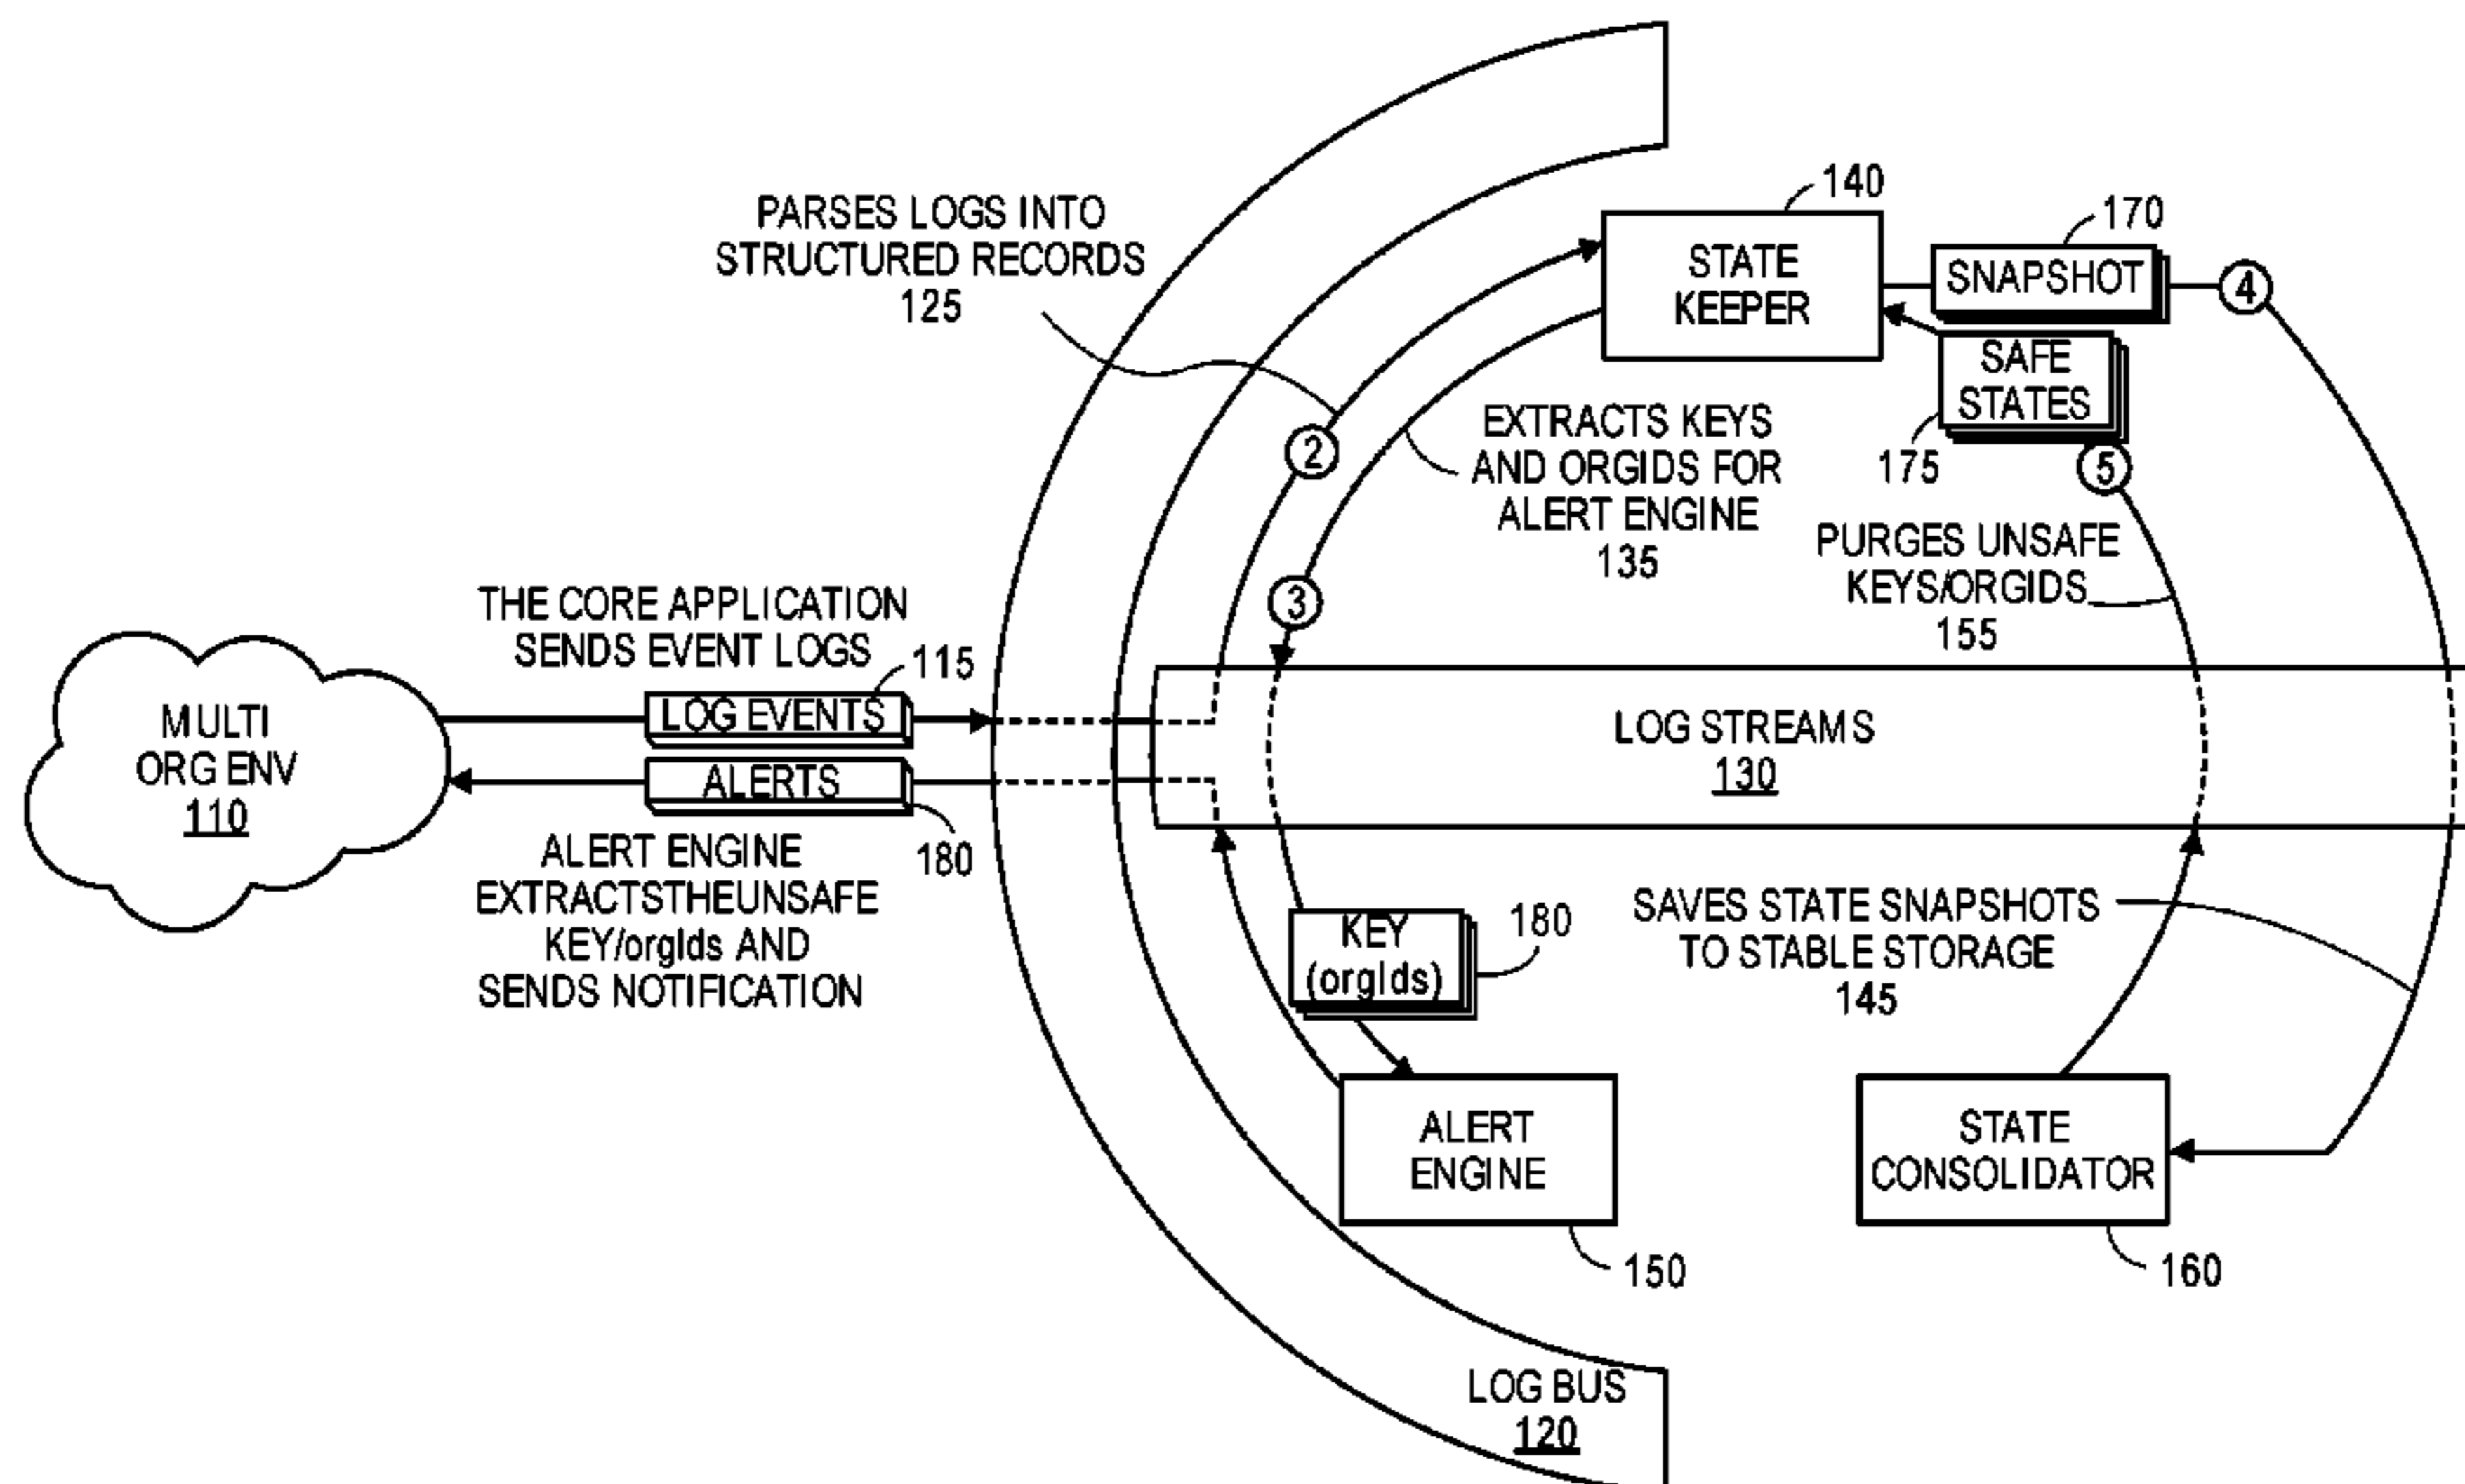 PARSES LOGS INTO
STRUCTURED RECORDS
125
140
STATE
KEEPER
170
SNAPSHOT
4
SAFE
STATES
175
5
2
EXTRACTS KEYS
AND ORGIDS FOR
ALERT ENGINE
135
PURGES UNSAFE
KEYS/ORGIDS
155
3
THE CORE APPLICATION
SENDS EVENT LOGS
115
LOG EVENTS
MULTI
ORG ENV
110
ALERTS
180
ALERT ENGINE
EXTRACTSTHEUNSAFE
KEY/orgIds AND
SENDS NOTIFICATION
LOG STREAMS
130
KEY
(orgIds)
180
SAVES STATE SNAPSHOTS
TO STABLE STORAGE
145
ALERT
ENGINE
150
STATE
CONSOLIDATOR
160
LOG BUS
120